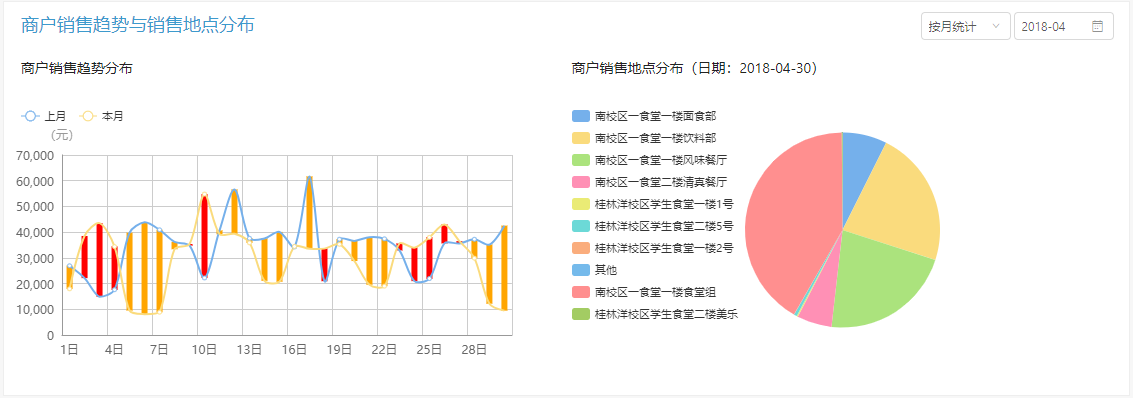 商户销售趋势与销售地点分布
按月统计
2018-04
商户销售趋势分布
上月
本月
(元)
70,000
60,000
50,000
40,000
30,000
20,000
10,000
0
1日
4日
7日
10日
13日
16日
19日
22日
25日
28日
商户销售地点分布（日期：2018-04-30）
南校区一食堂一楼面食部
南校区一食堂一楼饮料部
南校区一食堂一楼风味餐厅
南校区一食堂二楼清真餐厅
桂林洋校区学生食堂一楼1号
桂林洋校区学生食堂二楼5号
桂林洋校区学生食堂一楼2号
其他
南校区一食堂一楼食堂组
桂林洋校区学生食堂二楼美乐